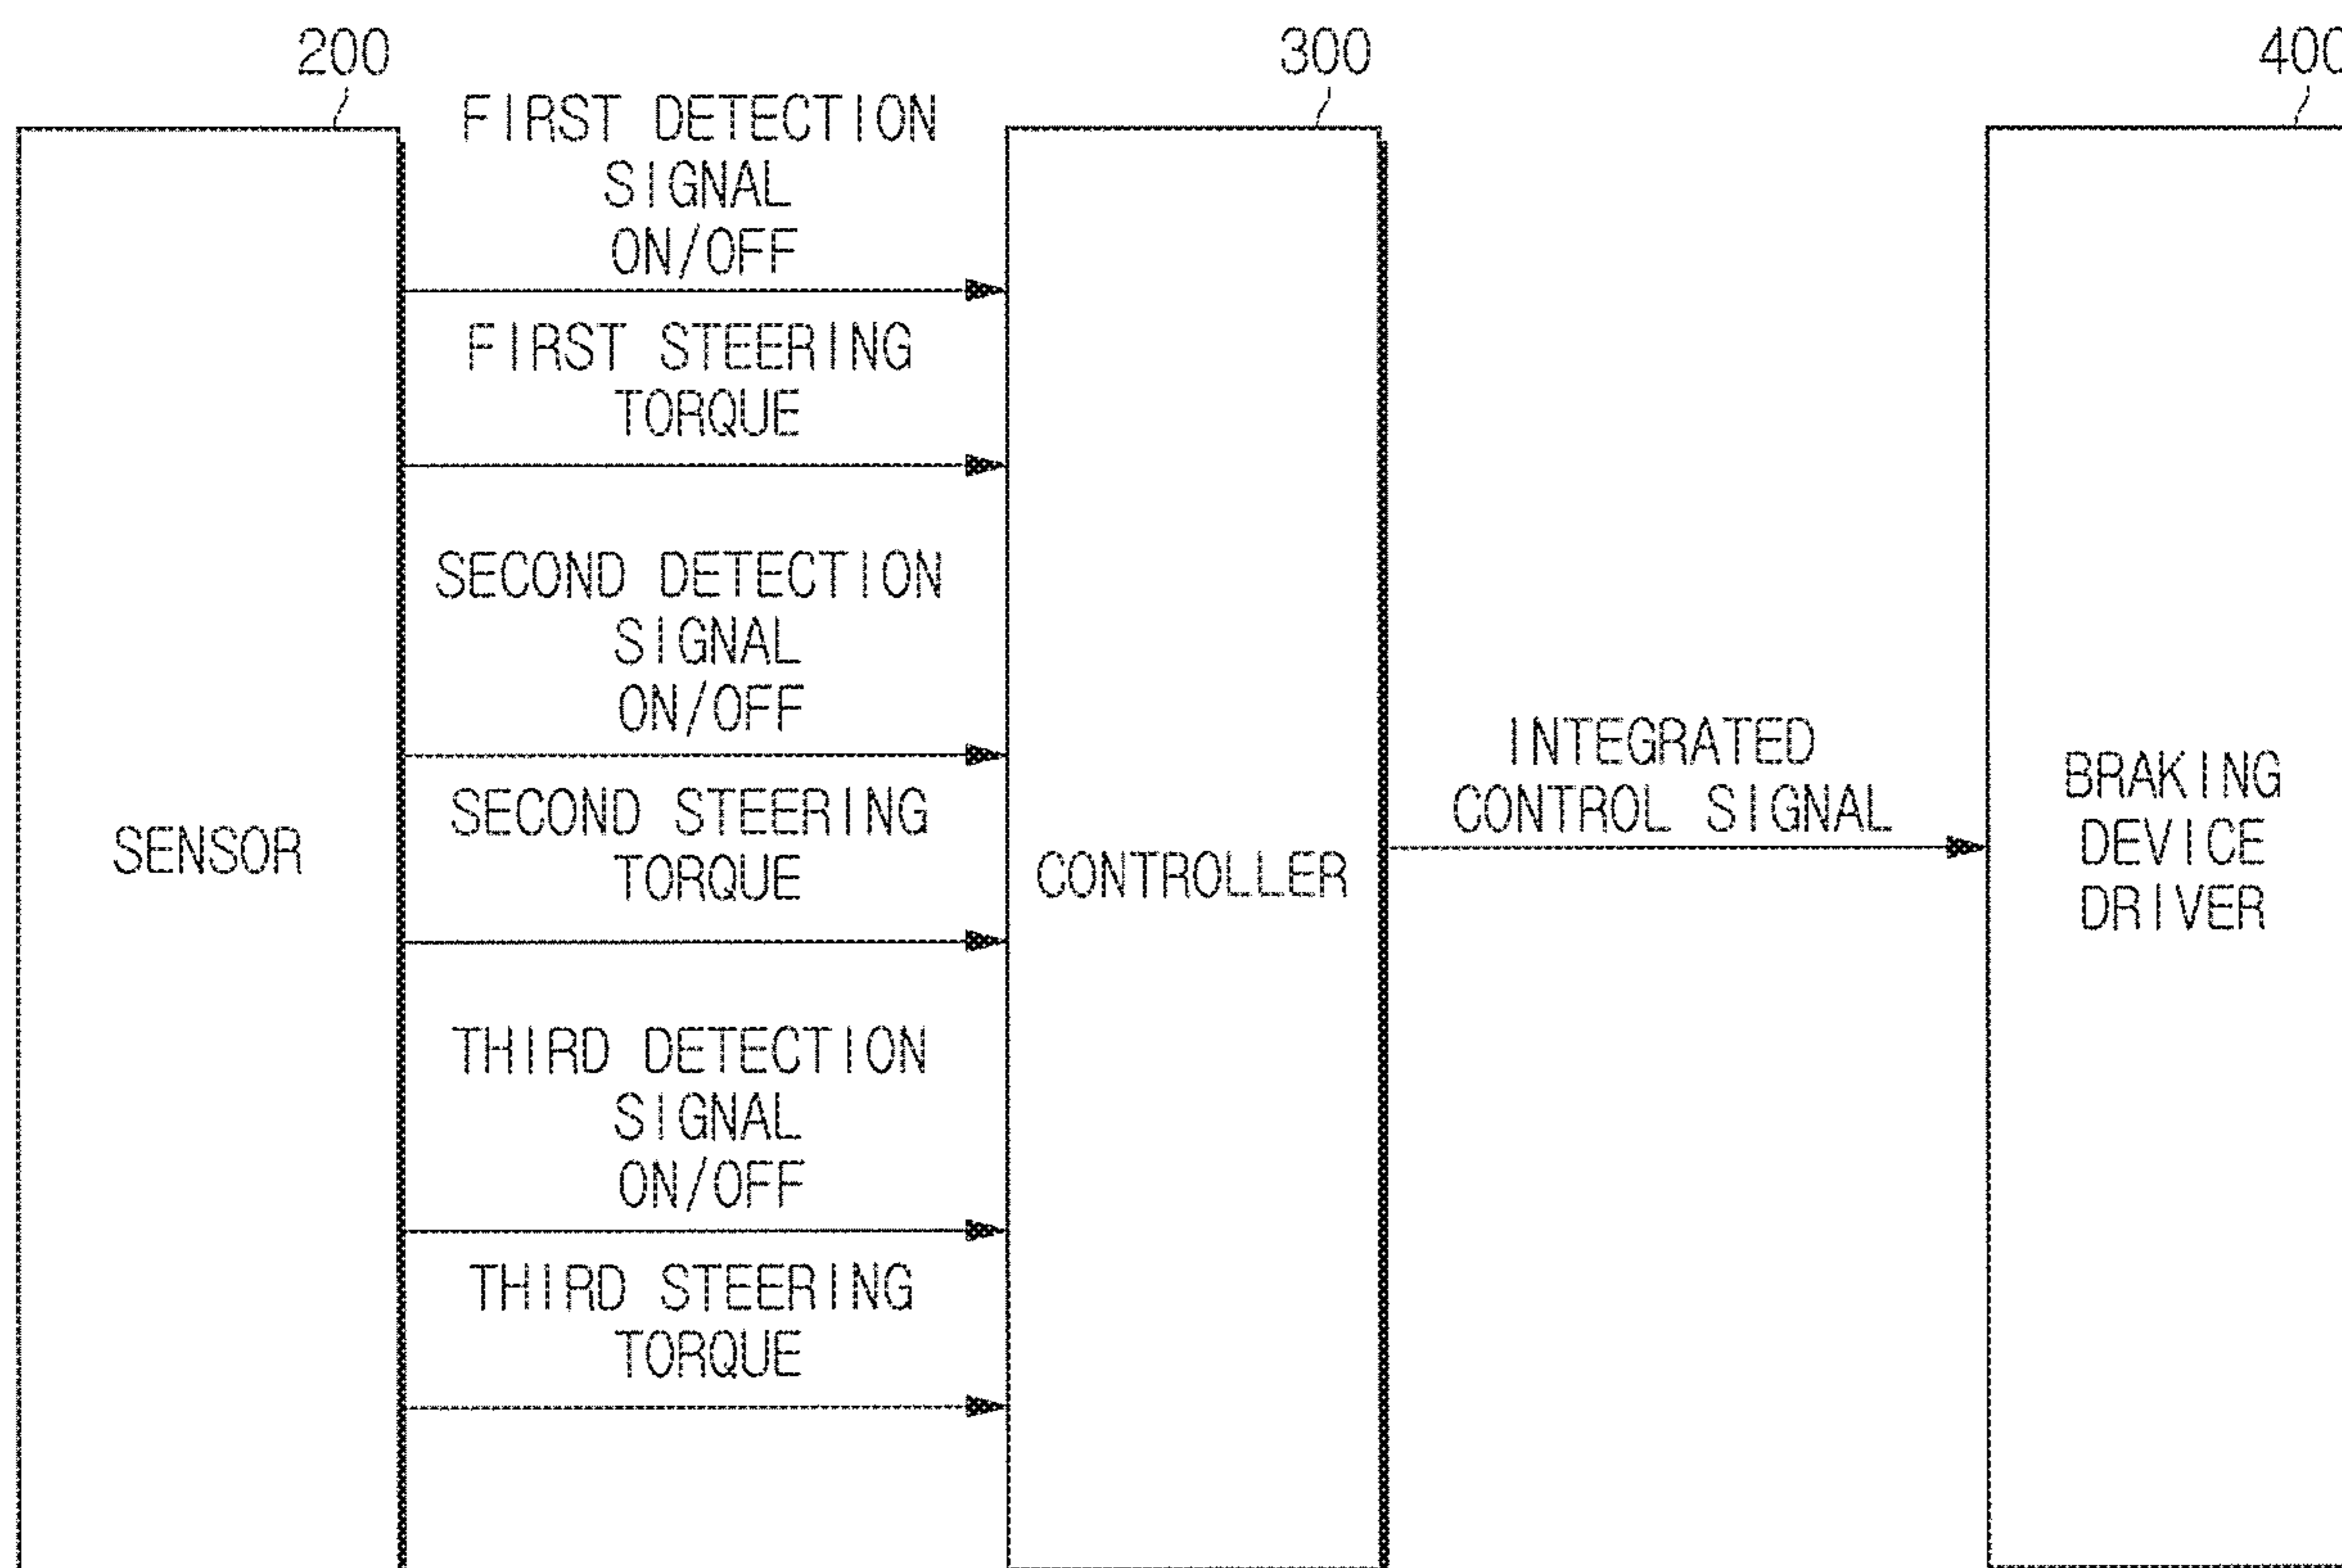 200
300
400
FIRST DETECTION
SIGNAL
ON/OFF
FIRST STEERING
TORQUE
SECOND DETECTION
SIGNAL
ON/OFF
SECOND STEERING
TORQUE
THIRD DETECTION
SIGNAL
ON/OFF
THIRD STEERING
TORQUE
SENSOR
CONTROLLER
INTEGRATED
CONTROL SIGNAL
BRAKING
DEVICE
DRIVER